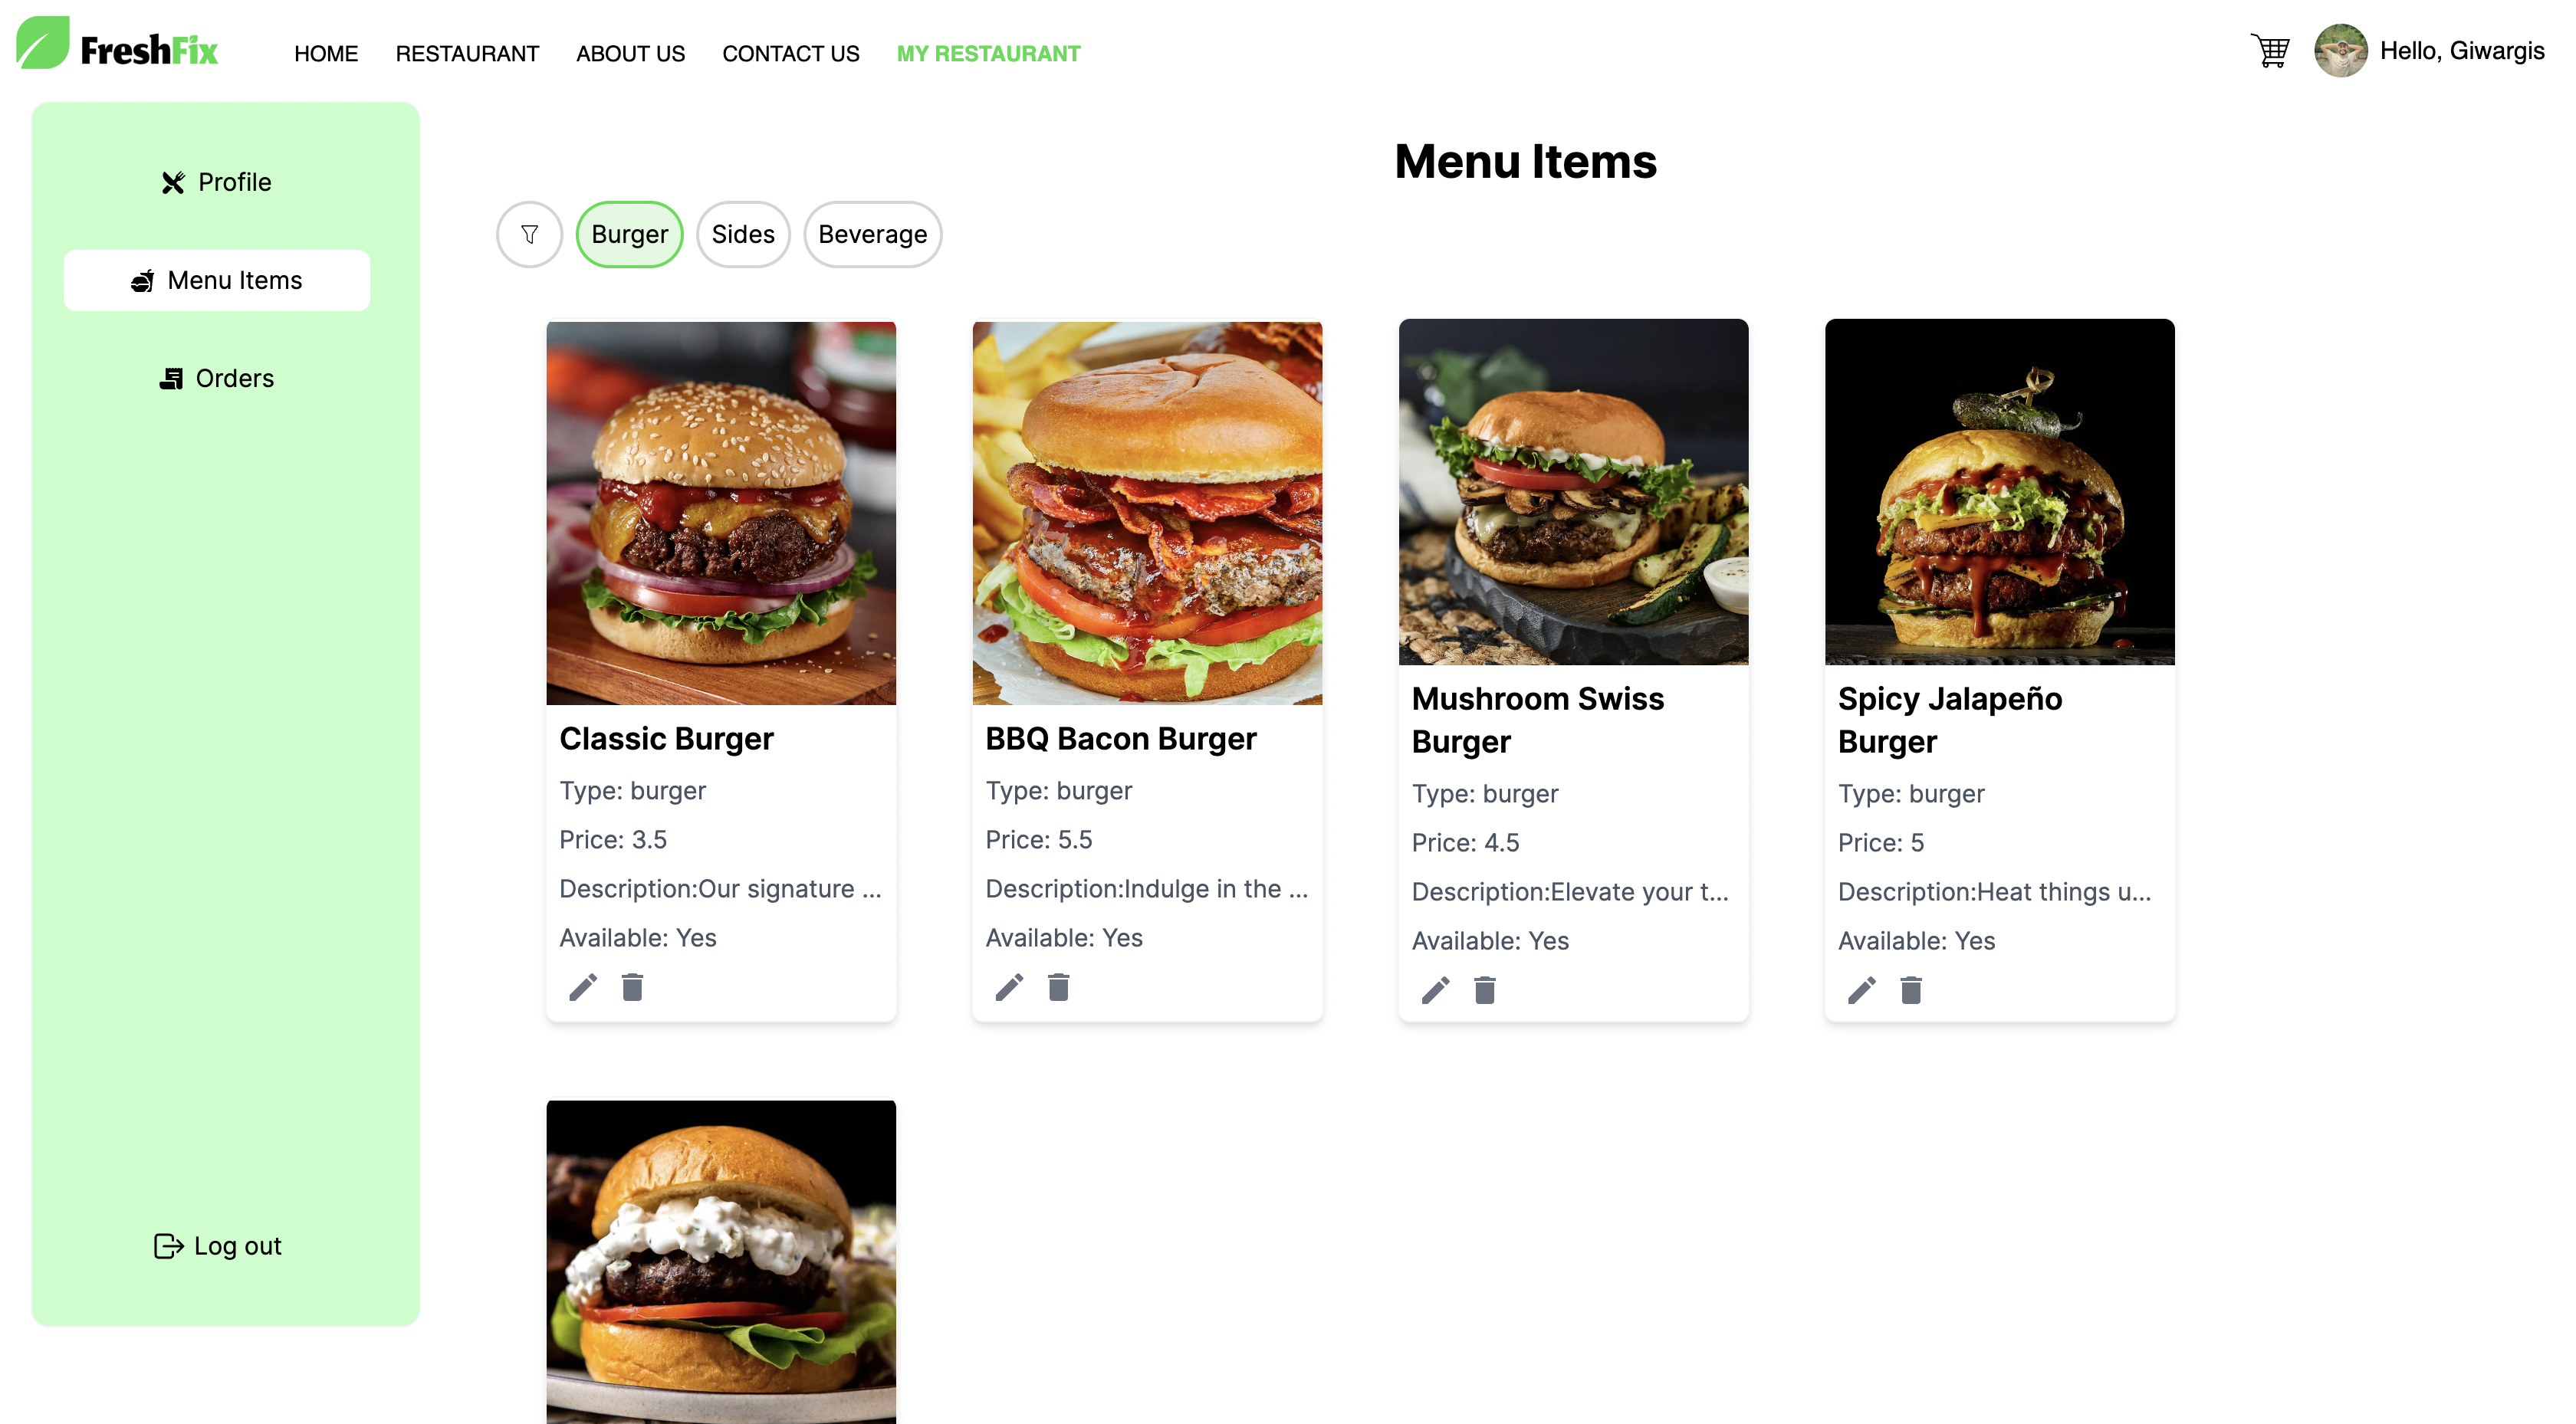 FreshFix
HOME
RESTAURANT
ABOUT US
CONTACT US
MY RESTAURANT
Hello, Giwargis
Profile
Menu Items
Orders
Log out
Menu Items
Burger
Sides
Beverage
Classic Burger
Type: burger
Price: 3.5
Description:Our signature ...
Available: Yes
BBQ Bacon Burger
Type: burger
Price: 5.5
Description:Indulge in the ...
Available: Yes
Mushroom Swiss
Burger
Type: burger
Price: 4.5
Description:Elevate your t...
Available: Yes
Spicy Jalapeño
Burger
Type: burger
Price: 5
Description:Heat things u...
Available: Yes